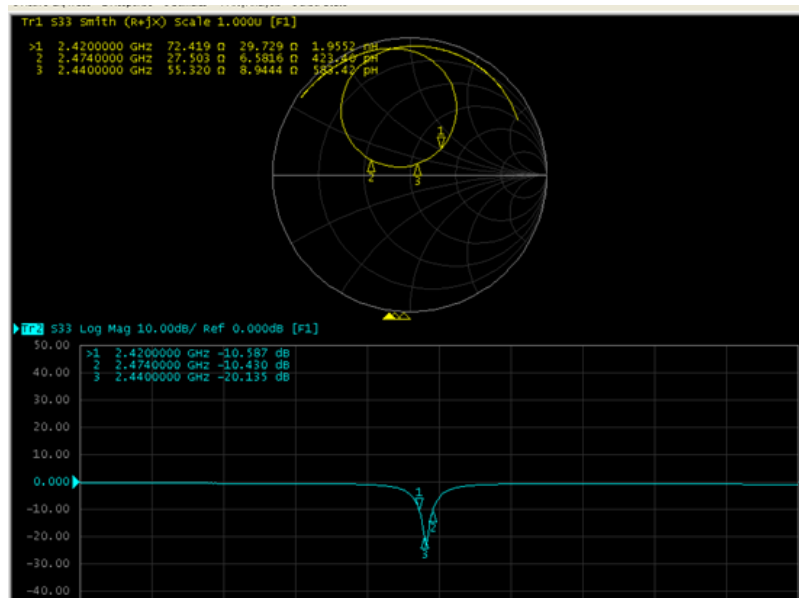 Tr1 S33 Smith (R+jX) Scale 1.000U [F1]
>1 2.4200000 GHz 72.419 Ω 29.729 Ω 1.9552 nH
2 2.4740000 GHz 27.503 Ω 6.5816 Ω 423.40 pH
3 2.4400000 GHz 55.320 Ω 8.9444 Ω 583.42 pH
1
2
3
Tr2 S33 Log Mag 10.00dB/ Ref 0.000dB [F1]
50.00
>1 2.4200000 GHz -10.587 dB
2 2.4740000 GHz -10.430 dB
3 2.4400000 GHz -20.135 dB
40.00
30.00
20.00
10.00
0.000
1
-10.00
2
-20.00
3
-30.00
-40.00